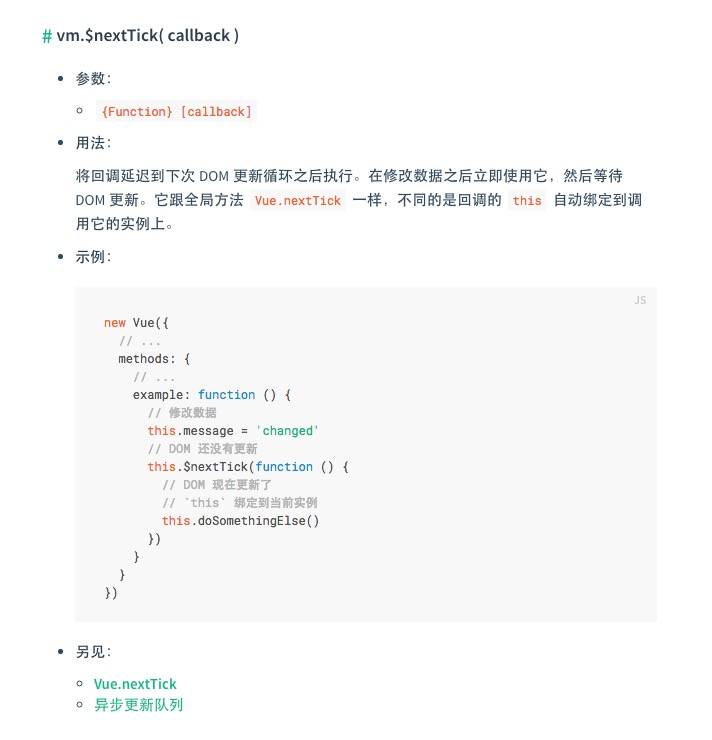 # vm.$nextTick( callback )
参数：
{Function} [callback]
用法：
将回调延迟到下次 DOM 更新循环之后执行。在修改数据之后立即使用它，然后等待
DOM 更新。它跟全局方法 Vue.nextTick 一样，不同的是回调的 this 自动绑定到调
用它的实例上。
示例：
JS
new Vue({
  // ...
  methods: {
    // ...
    example: function () {
      // 修改数据
      this.message = 'changed'
      // DOM 还没有更新
      this.$nextTick(function () {
        // DOM 现在更新了
        // `this` 绑定到当前实例
        this.doSomethingElse()
      })
    }
  }
})
另见：
Vue.nextTick
异步更新队列